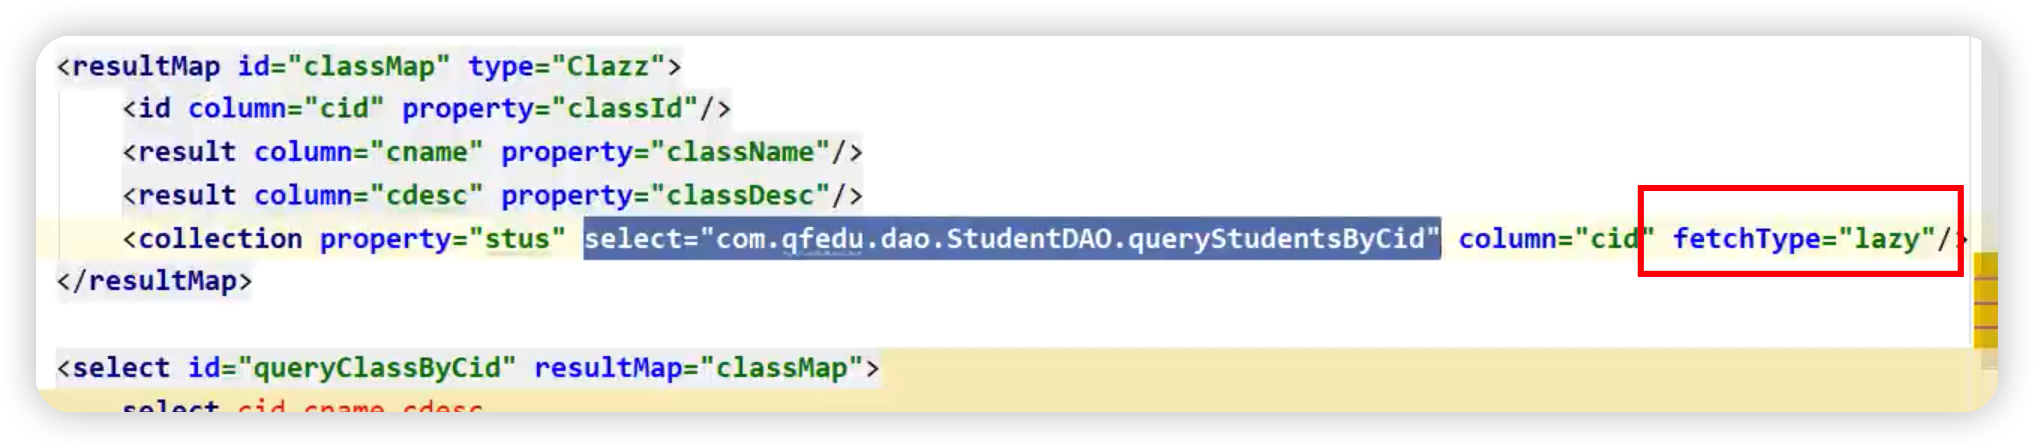 <resultMap id="classMap" type="Clazz">
<id column="cid" property="classId"/>
<result column="cname" property="className"/>
<result column="cdesc" property="classDesc"/>
<collection property="stus" select="com.qfedu.dao.StudentDAO.queryStudentsByCid" column="cid" fetchType="lazy"/>
</resultMap>
<select id="queryClassByCid" resultMap="classMap">
select cid,cname,cdesc